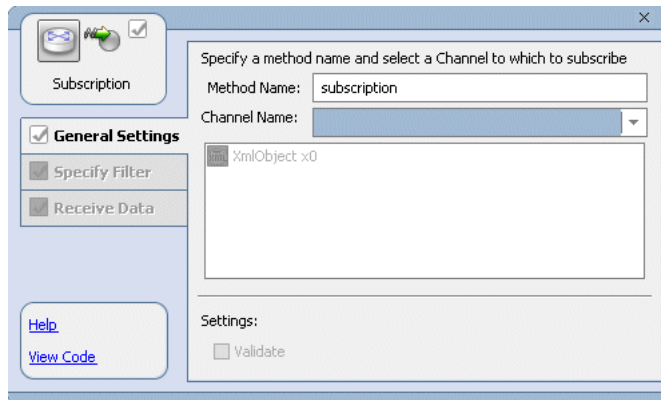 Subscription
Specify a method name and select a Channel to which to subscribe
Method Name: subscription
Channel Name:
General Settings
Specify Filter
Receive Data
XmlObject x0
Settings:
Validate
Help
View Code